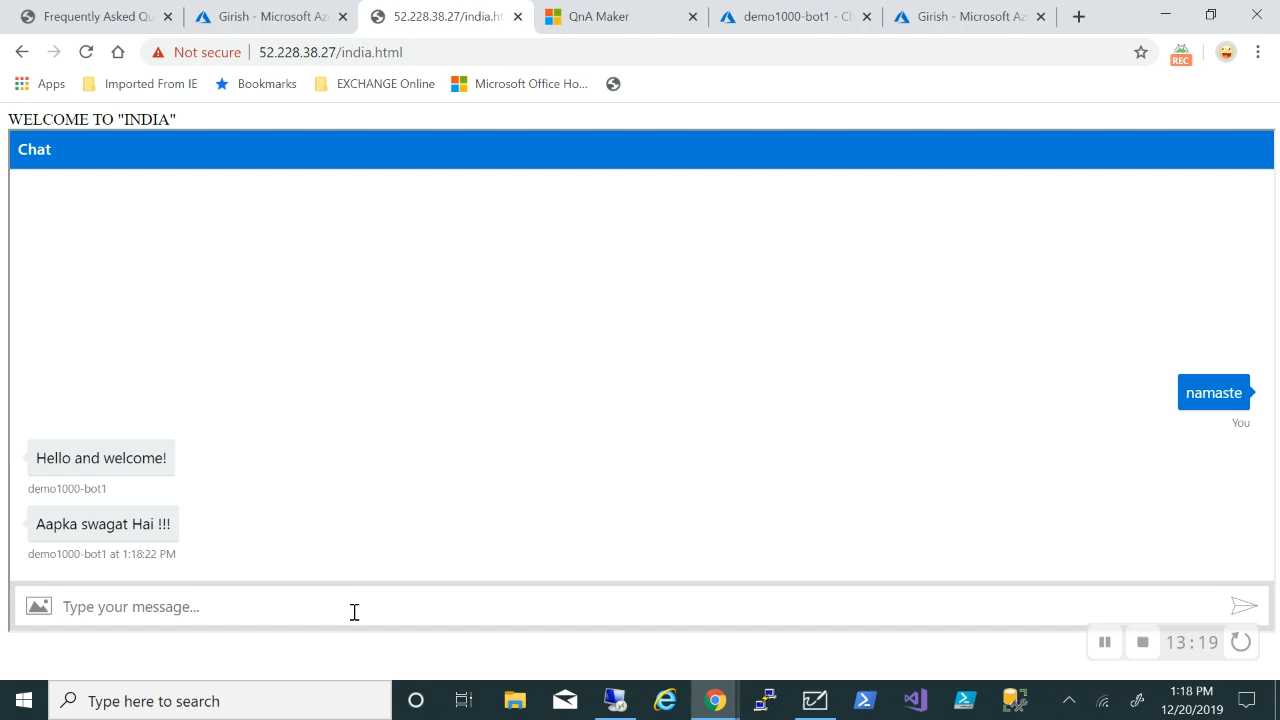 Frequently Asked Qu
Girish - Microsoft Az
52.228.38.27/india.h
QnA Maker
demo1000-bot1 - C
Girish - Microsoft Az
Not secure
52.228.38.27/india.html
REC
Apps
Imported From IE
Bookmarks
EXCHANGE Online
Microsoft Office Ho...
WELCOME TO "INDIA"
Chat
namaste
You
Hello and welcome!
demo1000-bot1
Aapka swagat Hai !!!
demo1000-bot1 at 1:18:22 PM
Type your message...
13:19
Type here to search
1:18 PM
12/20/2019